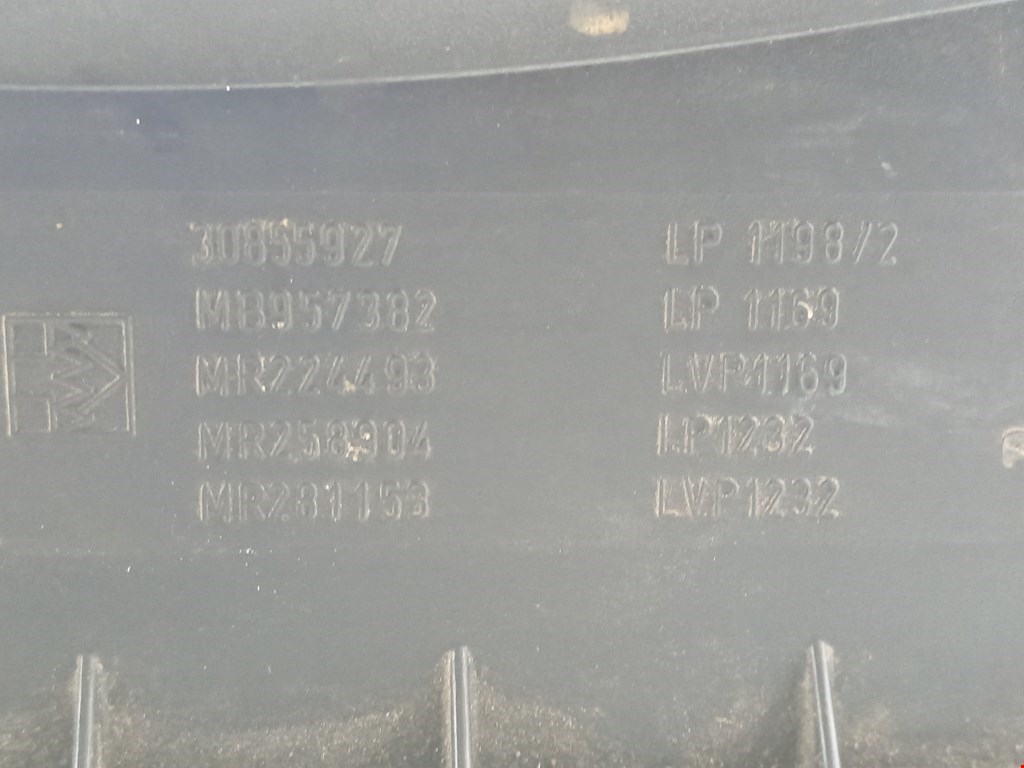 30855927
MB957382
MR224493
MR258904
MR281153
LP 1198/2
LP 1169
LVP1169
LP1232
LVP1232